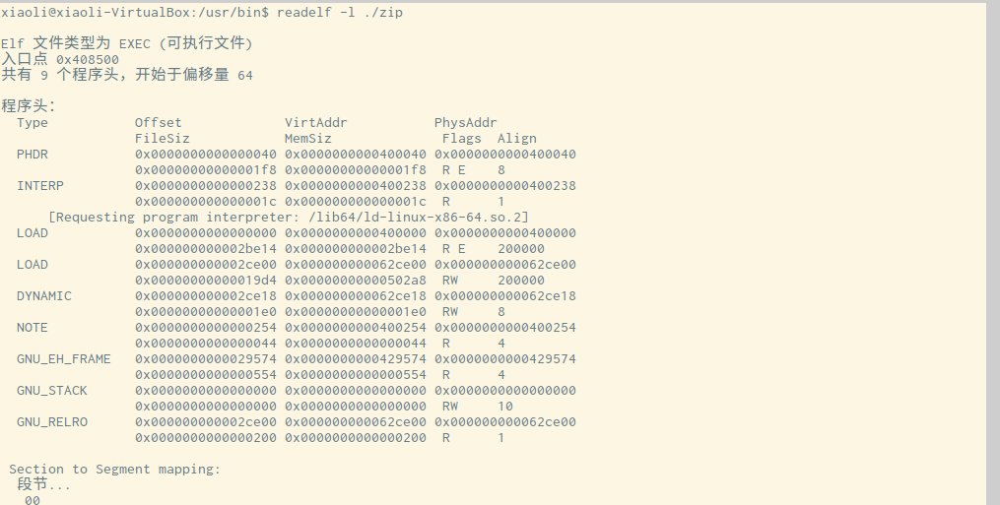 xiaoli@xiaoli-VirtualBox:/usr/bin$ readelf -l ./zip
Elf 文件类型为 EXEC (可执行文件)
入口点 0x408500
共有 9 个程序头，开始于偏移量 64
程序头：
Type Offset VirtAddr PhysAddr
FileSiz MemSiz Flags Align
PHDR 0x0000000000000040 0x0000000000400040 0x0000000000400040
0x00000000000001f8 0x00000000000001f8 R E 8
INTERP 0x0000000000000238 0x0000000000400238 0x0000000000400238
0x000000000000001c 0x000000000000001c R 1
[Requesting program interpreter: /lib64/ld-linux-x86-64.so.2]
LOAD 0x0000000000000000 0x0000000000400000 0x0000000000400000
0x000000000002be14 0x000000000002be14 R E 200000
LOAD 0x000000000002ce00 0x000000000062ce00 0x000000000062ce00
0x00000000000019d4 0x00000000000502a8 RW 200000
DYNAMIC 0x000000000002ce18 0x000000000062ce18 0x000000000062ce18
0x00000000000001e0 0x00000000000001e0 RW 8
NOTE 0x0000000000000254 0x0000000000400254 0x0000000000400254
0x0000000000000044 0x0000000000000044 R 4
GNU_EH_FRAME 0x0000000000029574 0x0000000000429574 0x0000000000429574
0x0000000000000554 0x0000000000000554 R 4
GNU_STACK 0x0000000000000000 0x0000000000000000 0x0000000000000000
0x0000000000000000 0x0000000000000000 RW 10
GNU_RELRO 0x000000000002ce00 0x000000000062ce00 0x000000000062ce00
0x0000000000000200 0x0000000000000200 R 1
Section to Segment mapping:
段节...
00